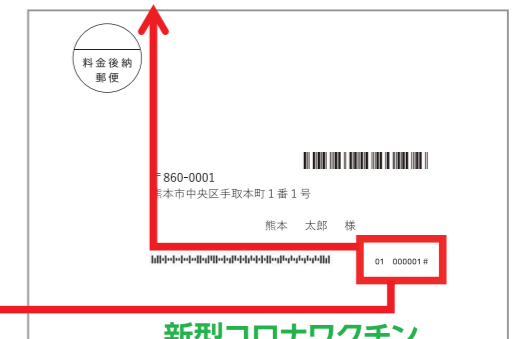 料金後納
郵便
〒860-0001
熊本市中央区手取本町1番1号
熊本 太郎 様
01 000001#
新型コロナワクチン